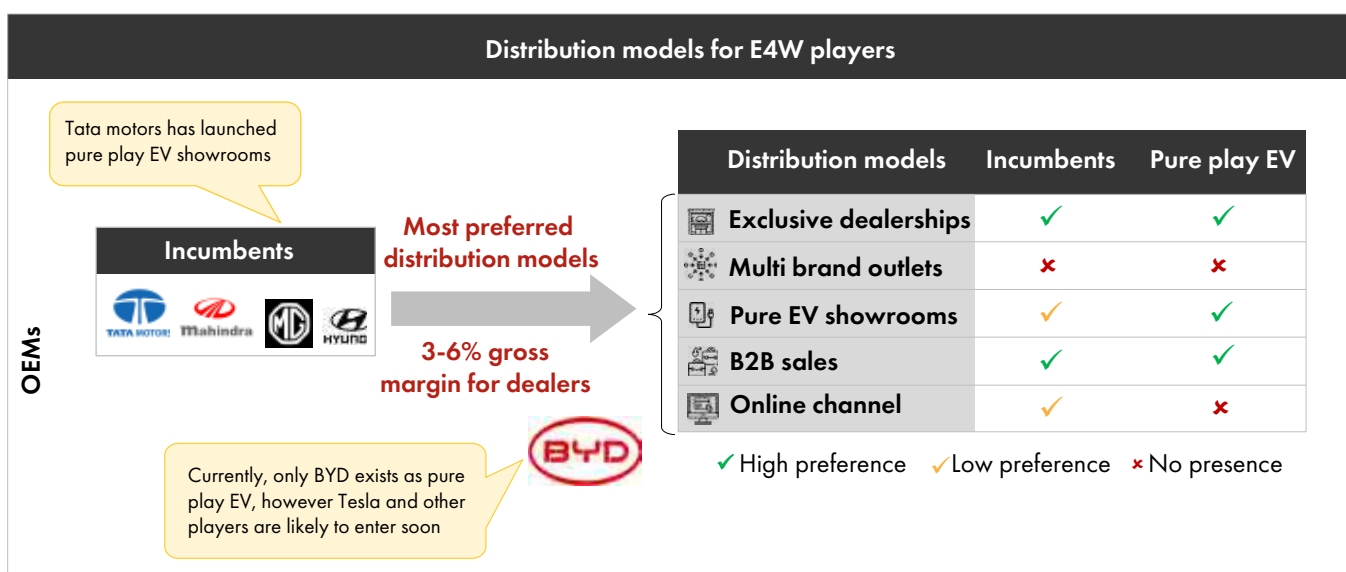 Distribution models for E4W players
Tata motors has launched
pure play EV showrooms
Incumbents
TATA MOTORS
Mahindra
MG
HYUND
OEMs
Most preferred
distribution models
3-6% gross
margin for dealers
BYD
Currently, only BYD exists as pure
play EV, however Tesla and other
players are likely to enter soon
Distribution models Incumbents Pure play EV
Exclusive dealerships ✓ ✓
Multi brand outlets × ×
Pure EV showrooms ✓ ✓
B2B sales ✓ ✓
Online channel ✓ ×
✓ High preference ✓ Low preference × No presence